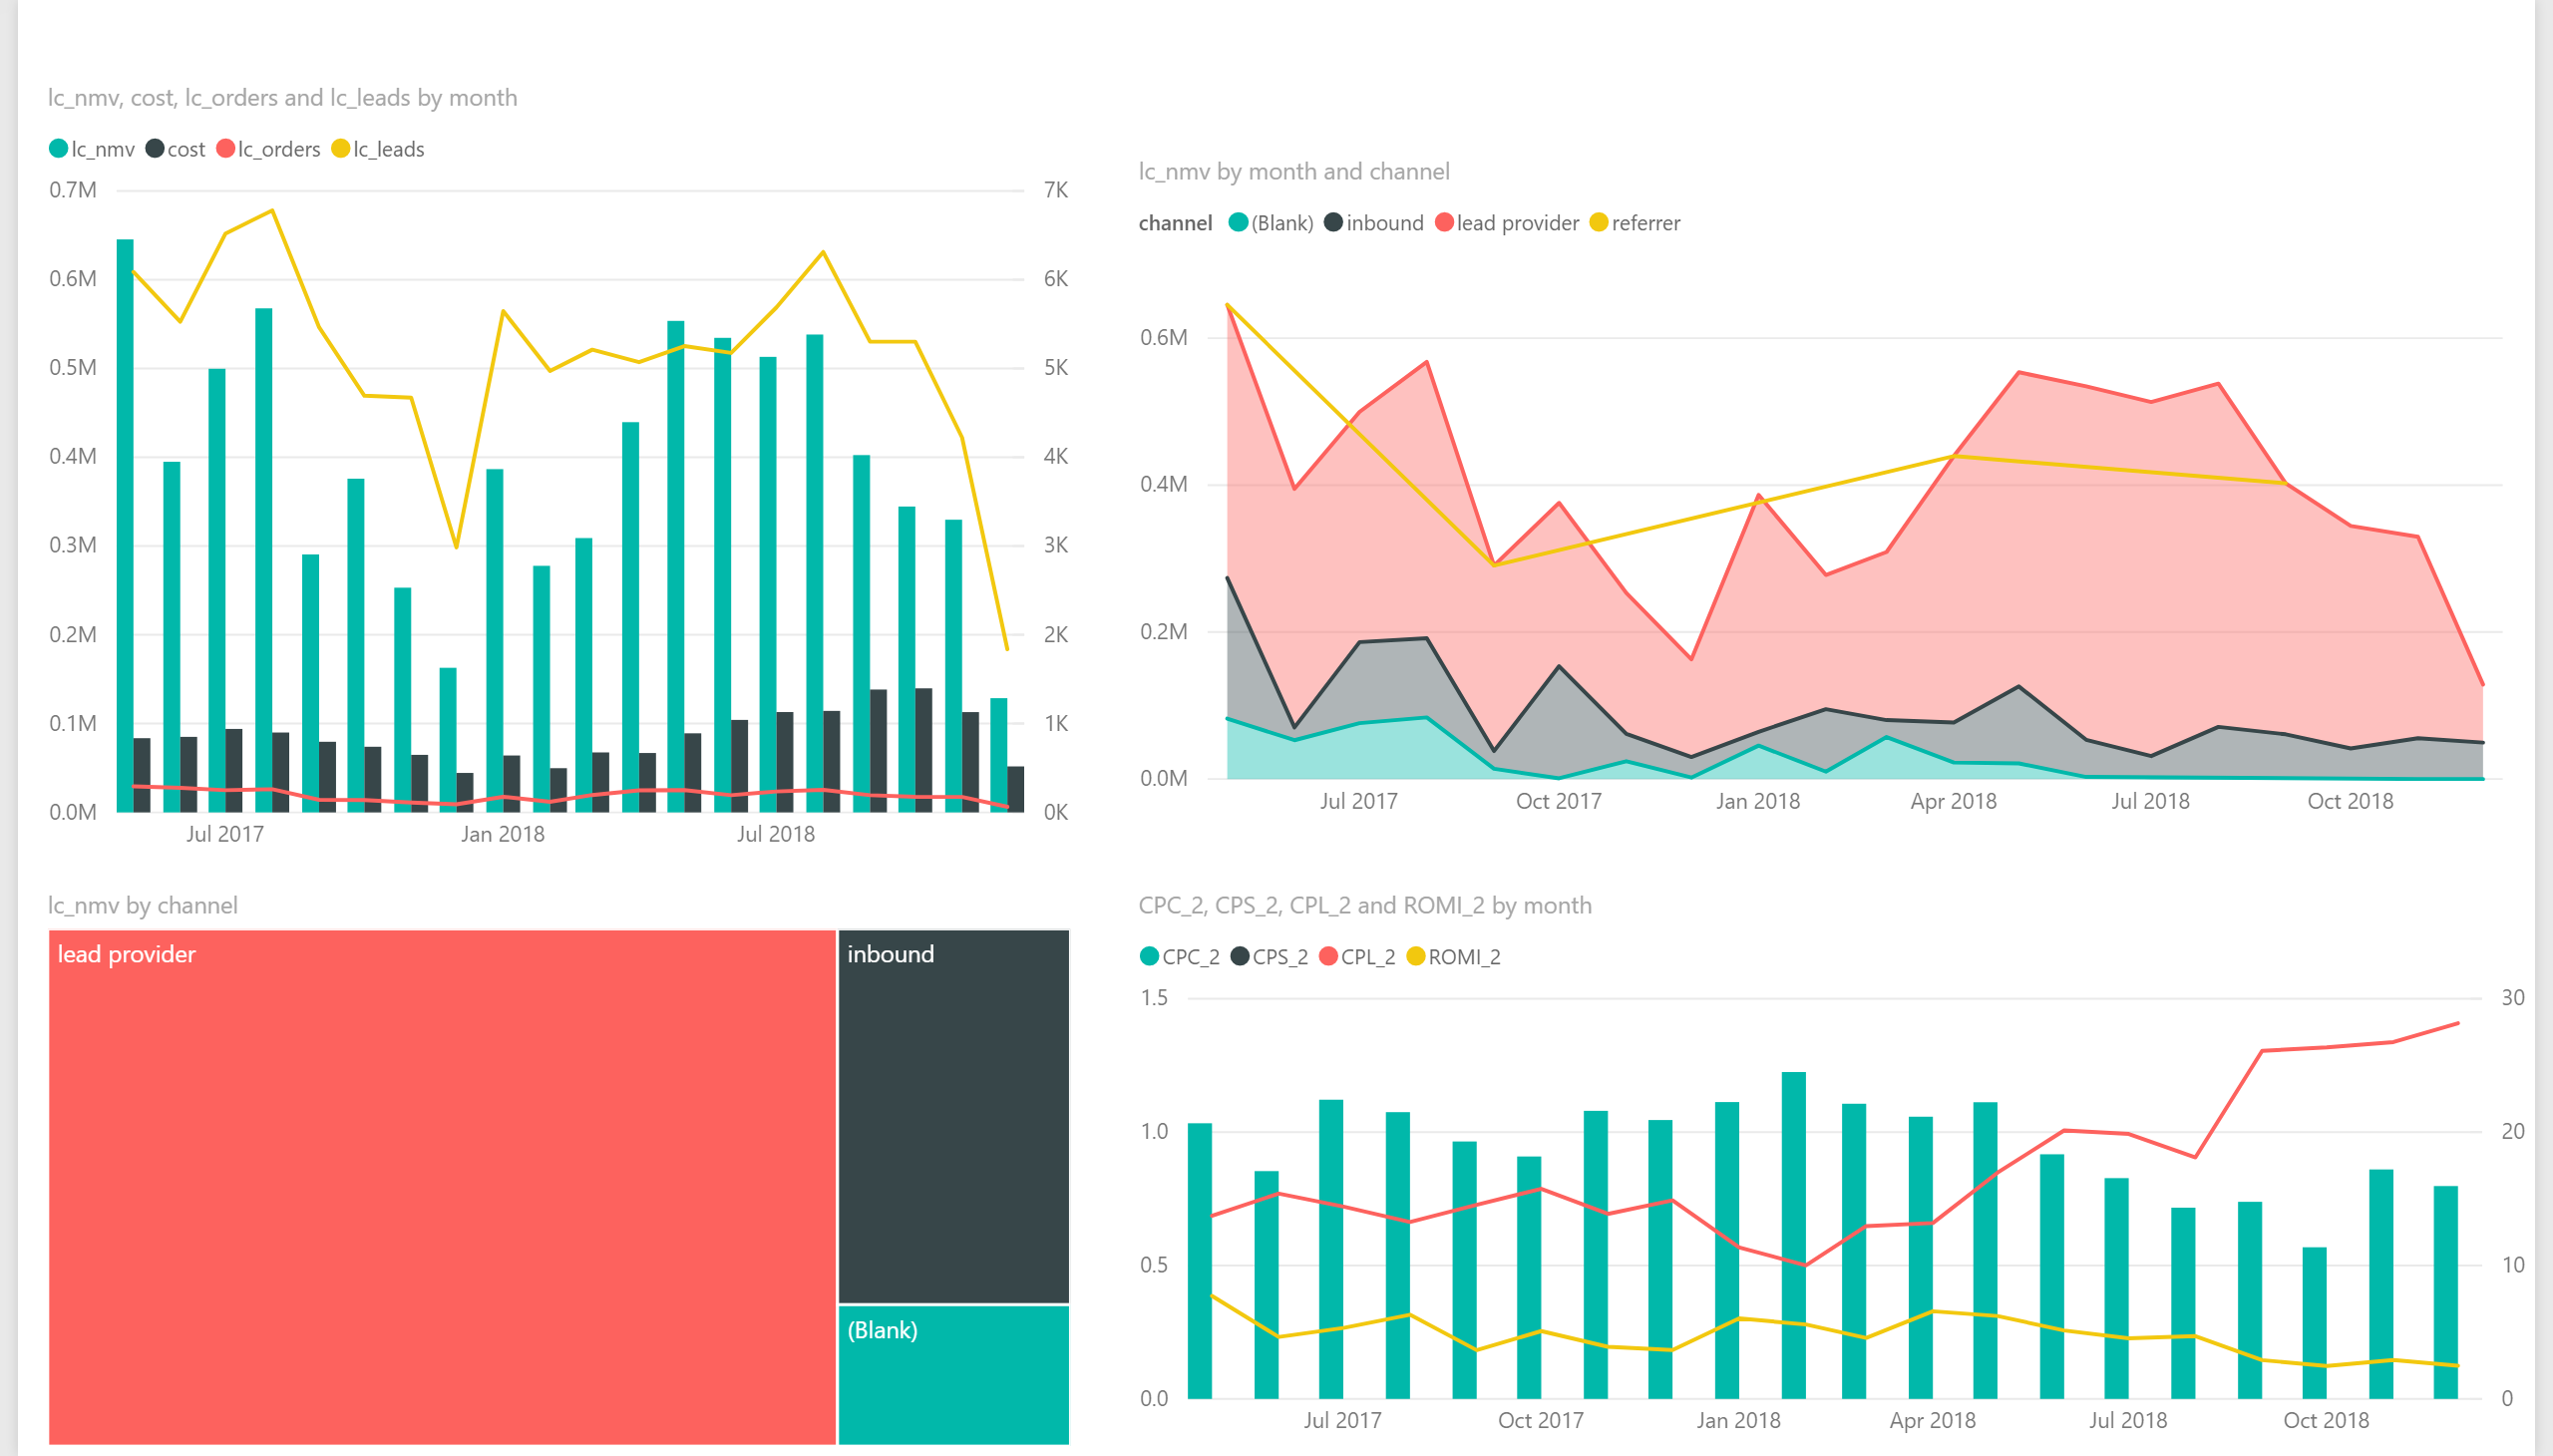 lc_nmv, cost, lc_orders and lc_leads by month
lc_nmv cost lc_orders lc_leads
0.7M
0.6M
0.5M
0.4M
0.3M
0.2M
0.1M
0.0M
7K
6K
5K
4K
3K
2K
1K
0K
Jul 2017 Jan 2018 Jul 2018
lc_nmv by month and channel
channel (Blank) inbound lead provider referrer
0.6M
0.4M
0.2M
0.0M
Jul 2017 Oct 2017 Jan 2018 Apr 2018 Jul 2018 Oct 2018
lc_nmv by channel
lead provider
inbound
(Blank)
CPC_2, CPS_2, CPL_2 and ROMI_2 by month
CPC_2 CPS_2 CPL_2 ROMI_2
1.5
1.0
0.5
0.0
30
20
10
0
Jul 2017 Oct 2017 Jan 2018 Apr 2018 Jul 2018 Oct 2018